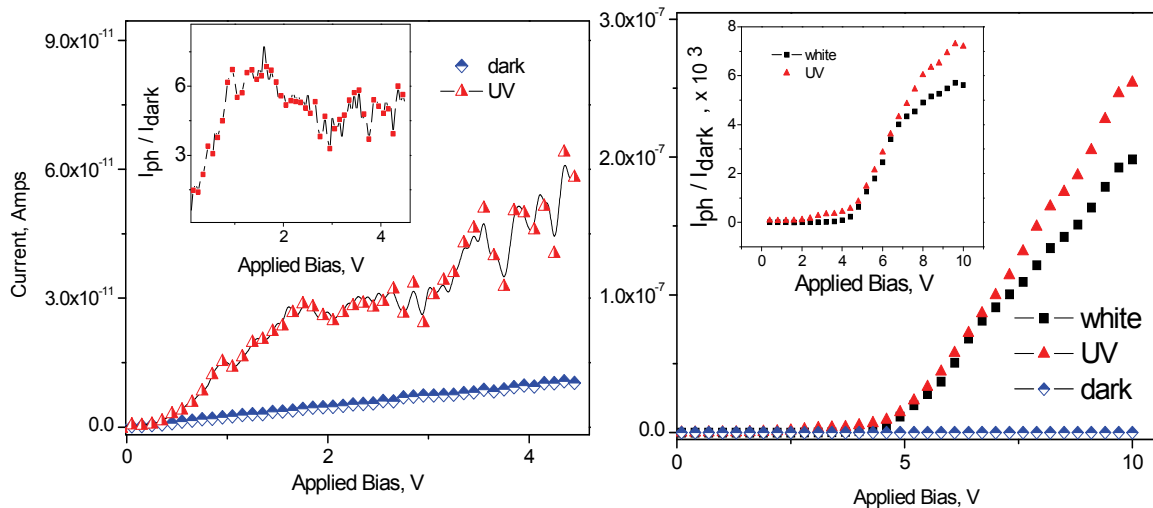 9.0x10⁻¹¹
6.0x10⁻¹¹
3.0x10⁻¹¹
0.0
Current, Amps
0 2 4
Applied Bias, V
dark
UV
6
3
I_ph / I_dark
2 4
Applied Bias, V
3.0x10⁻⁷
2.0x10⁻⁷
1.0x10⁻⁷
0.0
0 5 10
Applied Bias, V
white
UV
dark
8
6
4
2
0
I_ph / I_dark , x 10 ³
0 2 4 6 8 10
Applied Bias, V
white
UV